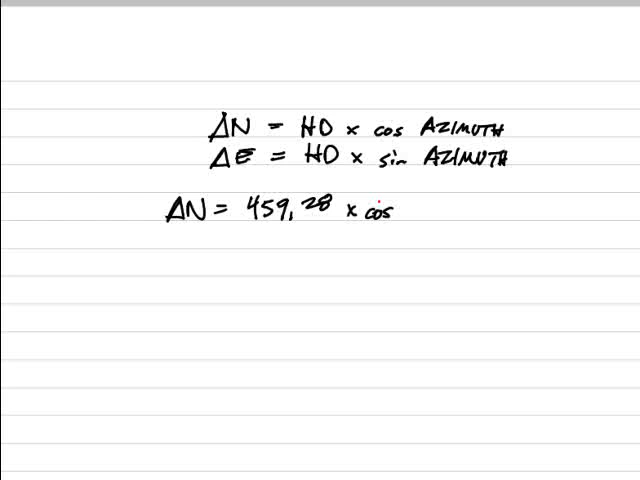 ΔN = HD × cos AZIMUTH
ΔE = HD × sin AZIMUTH
ΔN = 459.28 × cos